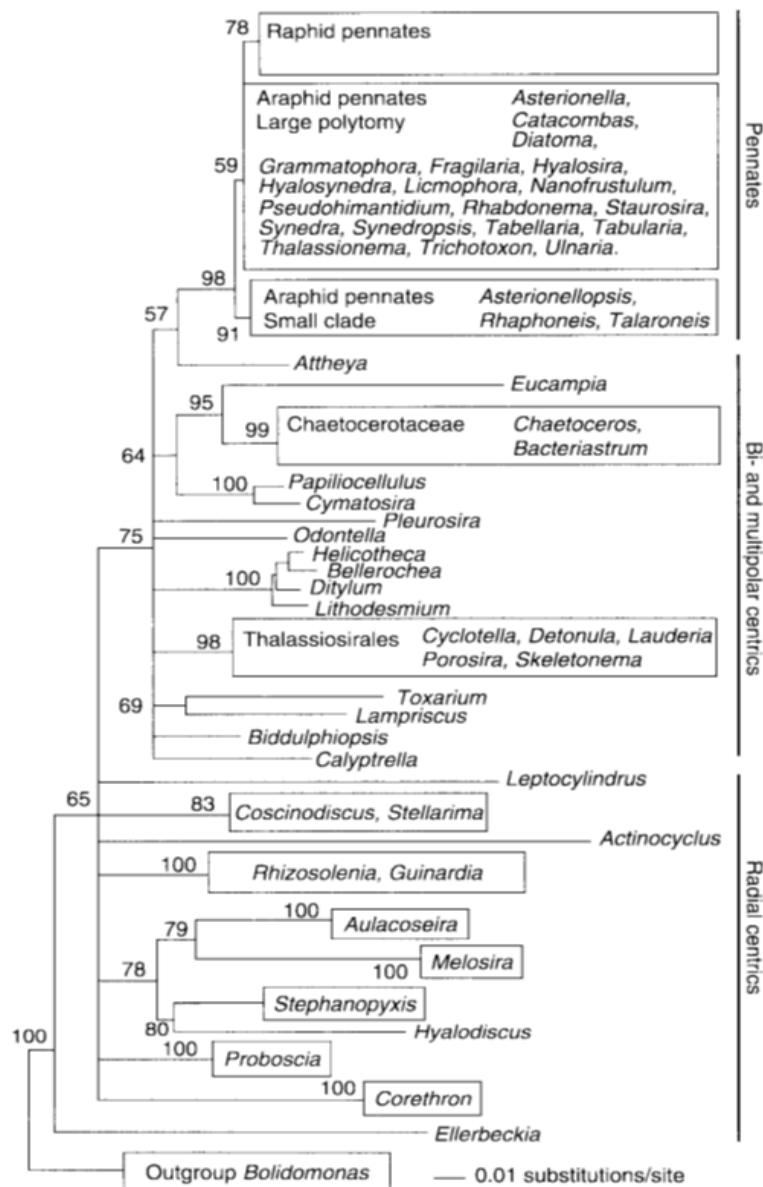 78
Raphid pennates
Araphid pennates Asterionella,
Large polytomy Catacombas,
Diatoma,
59
Grammatophora, Fragilaria, Hyalosira,
Hyalosynedra, Licmophora, Nanofrustulum,
Pseudohimantidium, Rhabdonema, Staurosira,
Synedra, Synedropsis, Tabellaria, Tabularia,
Thalassionema, Trichotoxon, Ulnaria.
Pennates
98
Araphid pennates Asterionellopsis,
Small clade Rhaphoneis, Talaroneis
57
91
Attheya
Eucampia
95
99
Chaetocerotaceae Chaetoceros,
Bacteriastrum
64
100
Papiliocellulus
Cymatosira
Pleurosira
75
Odontella
Helicotheca
Bellerochea
100
Ditylum
Lithodesmium
98
Thalassiosirales Cyclotella, Detonula, Lauderia
Porosira, Skeletonema
Toxarium
69
Lampriscus
Biddulphiopsis
Calyptrella
Bi- and multipolar centrics
Leptocylindrus
65
83
Coscinodiscus, Stellarima
Actinocyclus
100
Rhizosolenia, Guinardia
100
Aulacoseira
79
100
Melosira
78
Stephanopyxis
80
Hyalodiscus
100
100
Proboscia
100
Corethron
Ellerbeckia
Radial centrics
Outgroup Bolidomonas
0.01 substitutions/site